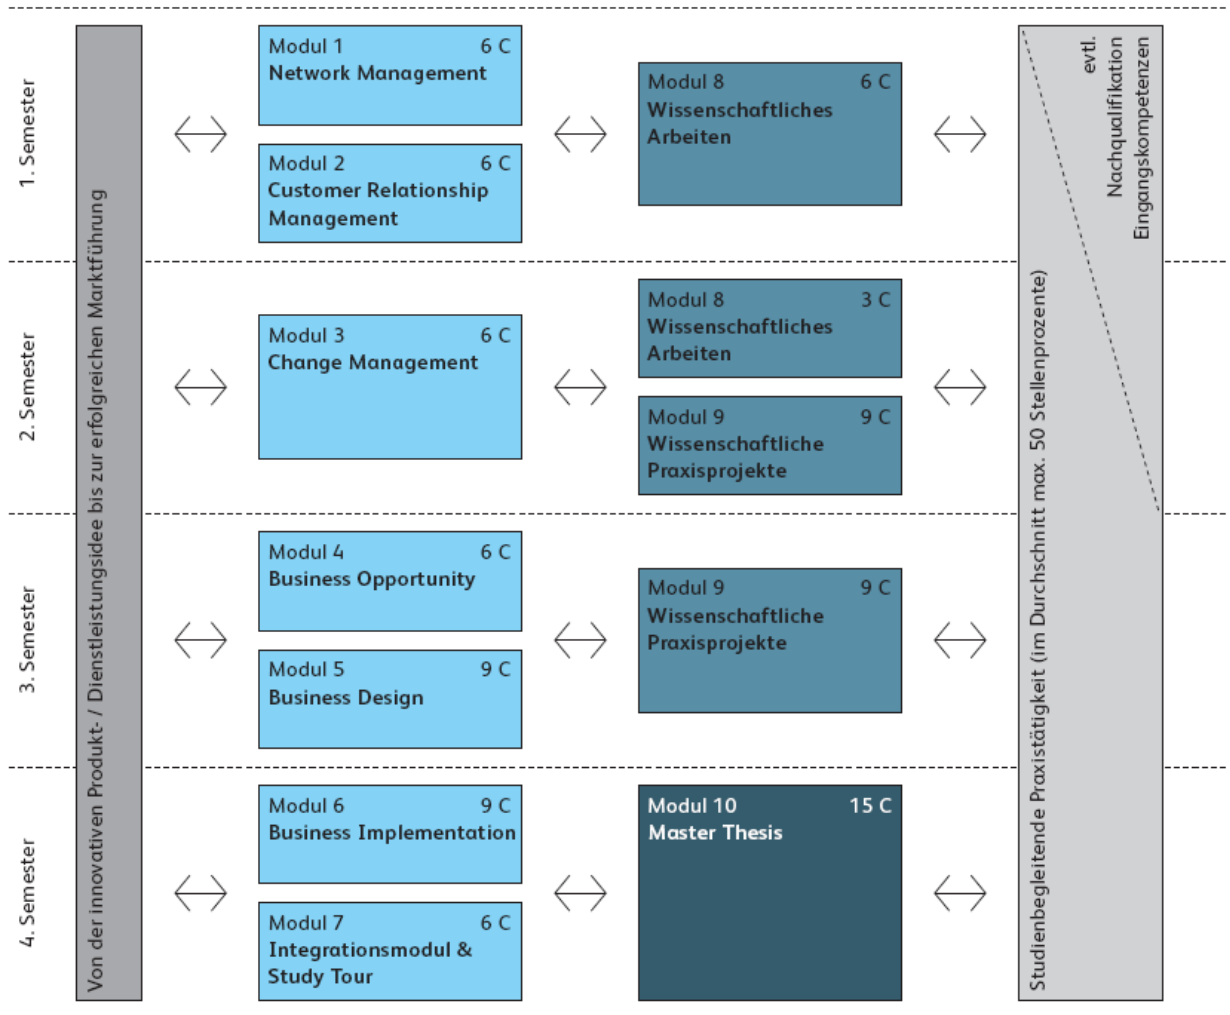 1. Semester
2. Semester
3. Semester
4. Semester
Von der innovativen Produkt- / Dienstleistungsidee bis zur erfolgreichen Marktführung
Modul 1 6 C
Network Management
Modul 2 6 C
Customer Relationship
Management
Modul 8 6 C
Wissenschaftliches
Arbeiten
Modul 3 6 C
Change Management
Modul 8 3 C
Wissenschaftliches
Arbeiten
Modul 9 9 C
Wissenschaftliche
Praxisprojekte
Modul 4 6 C
Business Opportunity
Modul 5 9 C
Business Design
Modul 9 9 C
Wissenschaftliche
Praxisprojekte
Modul 6 9 C
Business Implementation
Modul 7 6 C
Integrationsmodul &
Study Tour
Modul 10 15 C
Master Thesis
Studienbegleitende Praxistätigkeit (im Durchschnitt max. 50 Stellenprozente)
evtl.
Nachqualifikation
Eingangskompetenzen